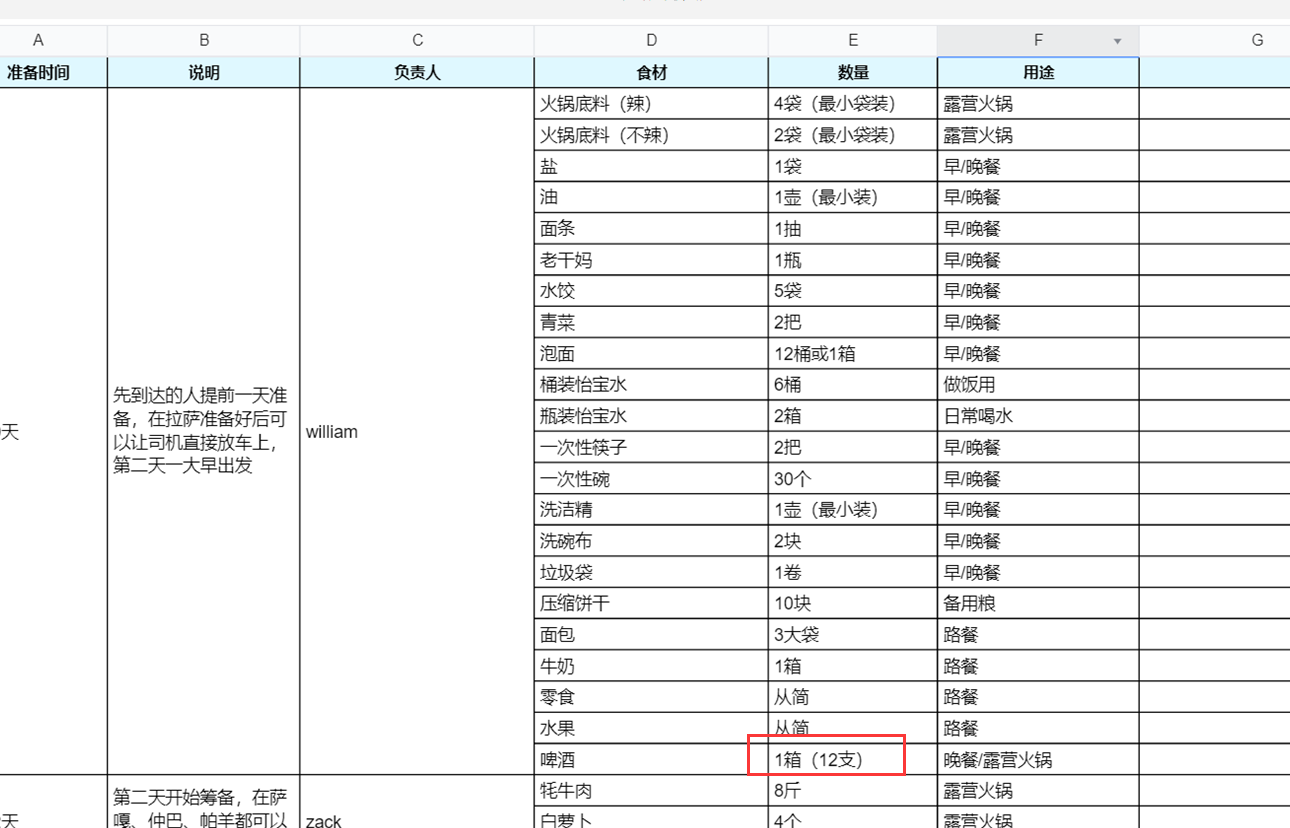 A B C D E F G
准备时间 说明 负责人 食材 数量 用途
火锅底料（辣） 4袋（最小袋装） 露营火锅
火锅底料（不辣） 2袋（最小袋装） 露营火锅
盐 1袋 早/晚餐
油 1壶（最小装） 早/晚餐
面条 1抽 早/晚餐
老干妈 1瓶 早/晚餐
水饺 5袋 早/晚餐
青菜 2把 早/晚餐
泡面 12桶或1箱 早/晚餐
桶装怡宝水 6桶 做饭用
瓶装怡宝水 2箱 日常喝水
一次性筷子 2把 早/晚餐
一次性碗 30个 早/晚餐
洗洁精 1壶（最小装） 早/晚餐
洗碗布 2块 早/晚餐
垃圾袋 1卷 早/晚餐
压缩饼干 10块 备用粮
面包 3大袋 路餐
牛奶 1箱 路餐
零食 从简 路餐
水果 从简 路餐
啤酒 1箱（12支） 晚餐/露营火锅
天
先到达的人提前一天准
备，在拉萨准备好后可
以让司机直接放车上，
第二天一大早出发
william
牦牛肉 8斤 露营火锅
白萝卜 4个 露营火锅
天
第二天开始筹备，在萨
嘎、仲巴、帕羊都可以
zack